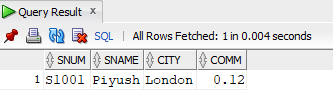 Query Result
SQL | All Rows Fetched: 1 in 0.004 seconds
SNUM SNAME CITY COMM
1 S1001 Piyush London 0.12